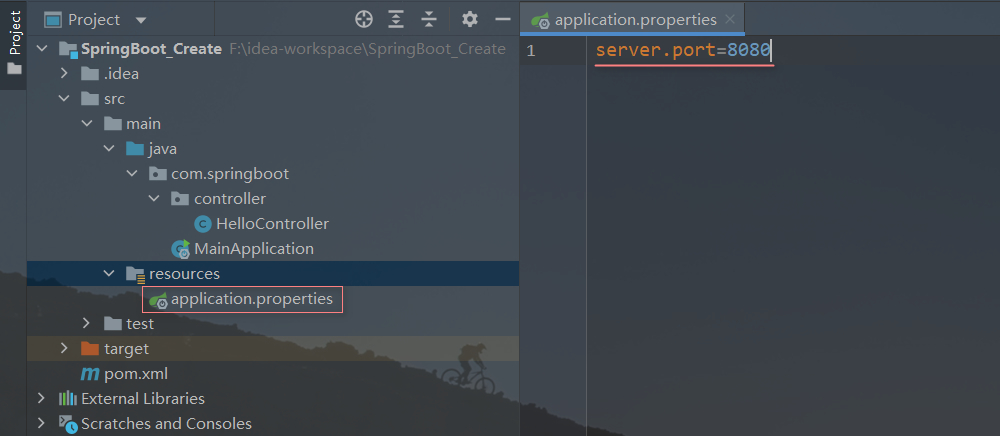 Project
Project
SpringBoot_Create F:\idea-workspace\SpringBoot_Create
.idea
src
main
java
com.springboot
controller
C HelloController
MainApplication
resources
application.properties
test
target
m pom.xml
External Libraries
Scratches and Consoles
application.properties
1 server.port=8080